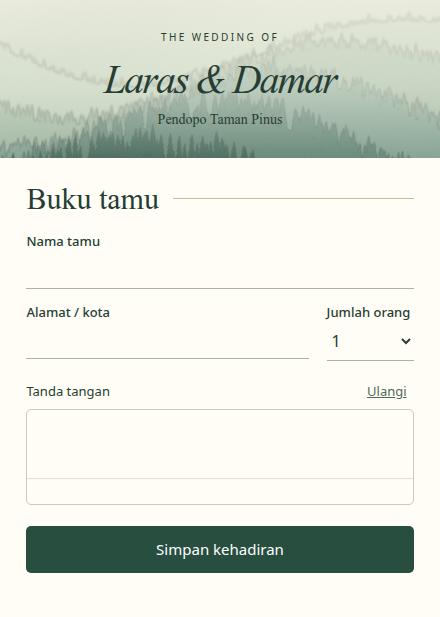 THE WEDDING OF
Laras & Damar
Pendopo Taman Pinus
Buku tamu
Nama tamu
Alamat / kota
Jumlah orang
1
Tanda tangan
Ulangi
Simpan kehadiran